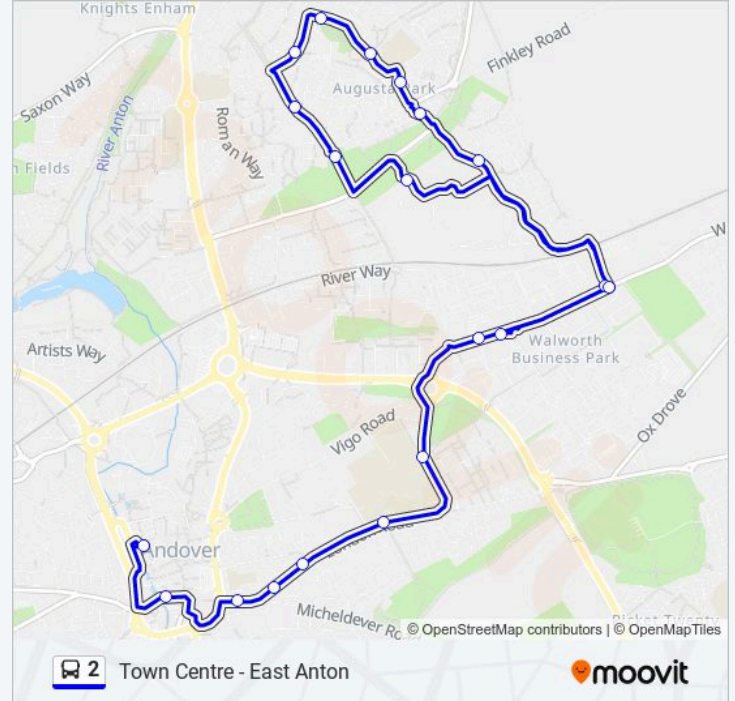 Knights Enham
Finkley Road
Saxon Way
Augusta Park
River Anton
Roman Way
Fields
W
River Way
Artists Way
Walworth
Business Park
Ox Drove
Vigo Road
Andover
Micheldever Ro
© OpenStreetMap contributors | © OpenMapTiles
2 Town Centre - East Anton
moovit